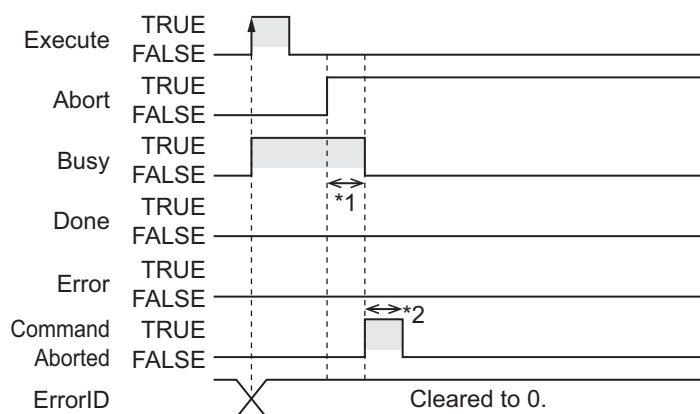 Execute TRUE
FALSE
Abort TRUE
FALSE
Busy TRUE
FALSE
*1
Done TRUE
FALSE
Error TRUE
FALSE
*2
Command TRUE
Aborted FALSE
ErrorID Cleared to 0.